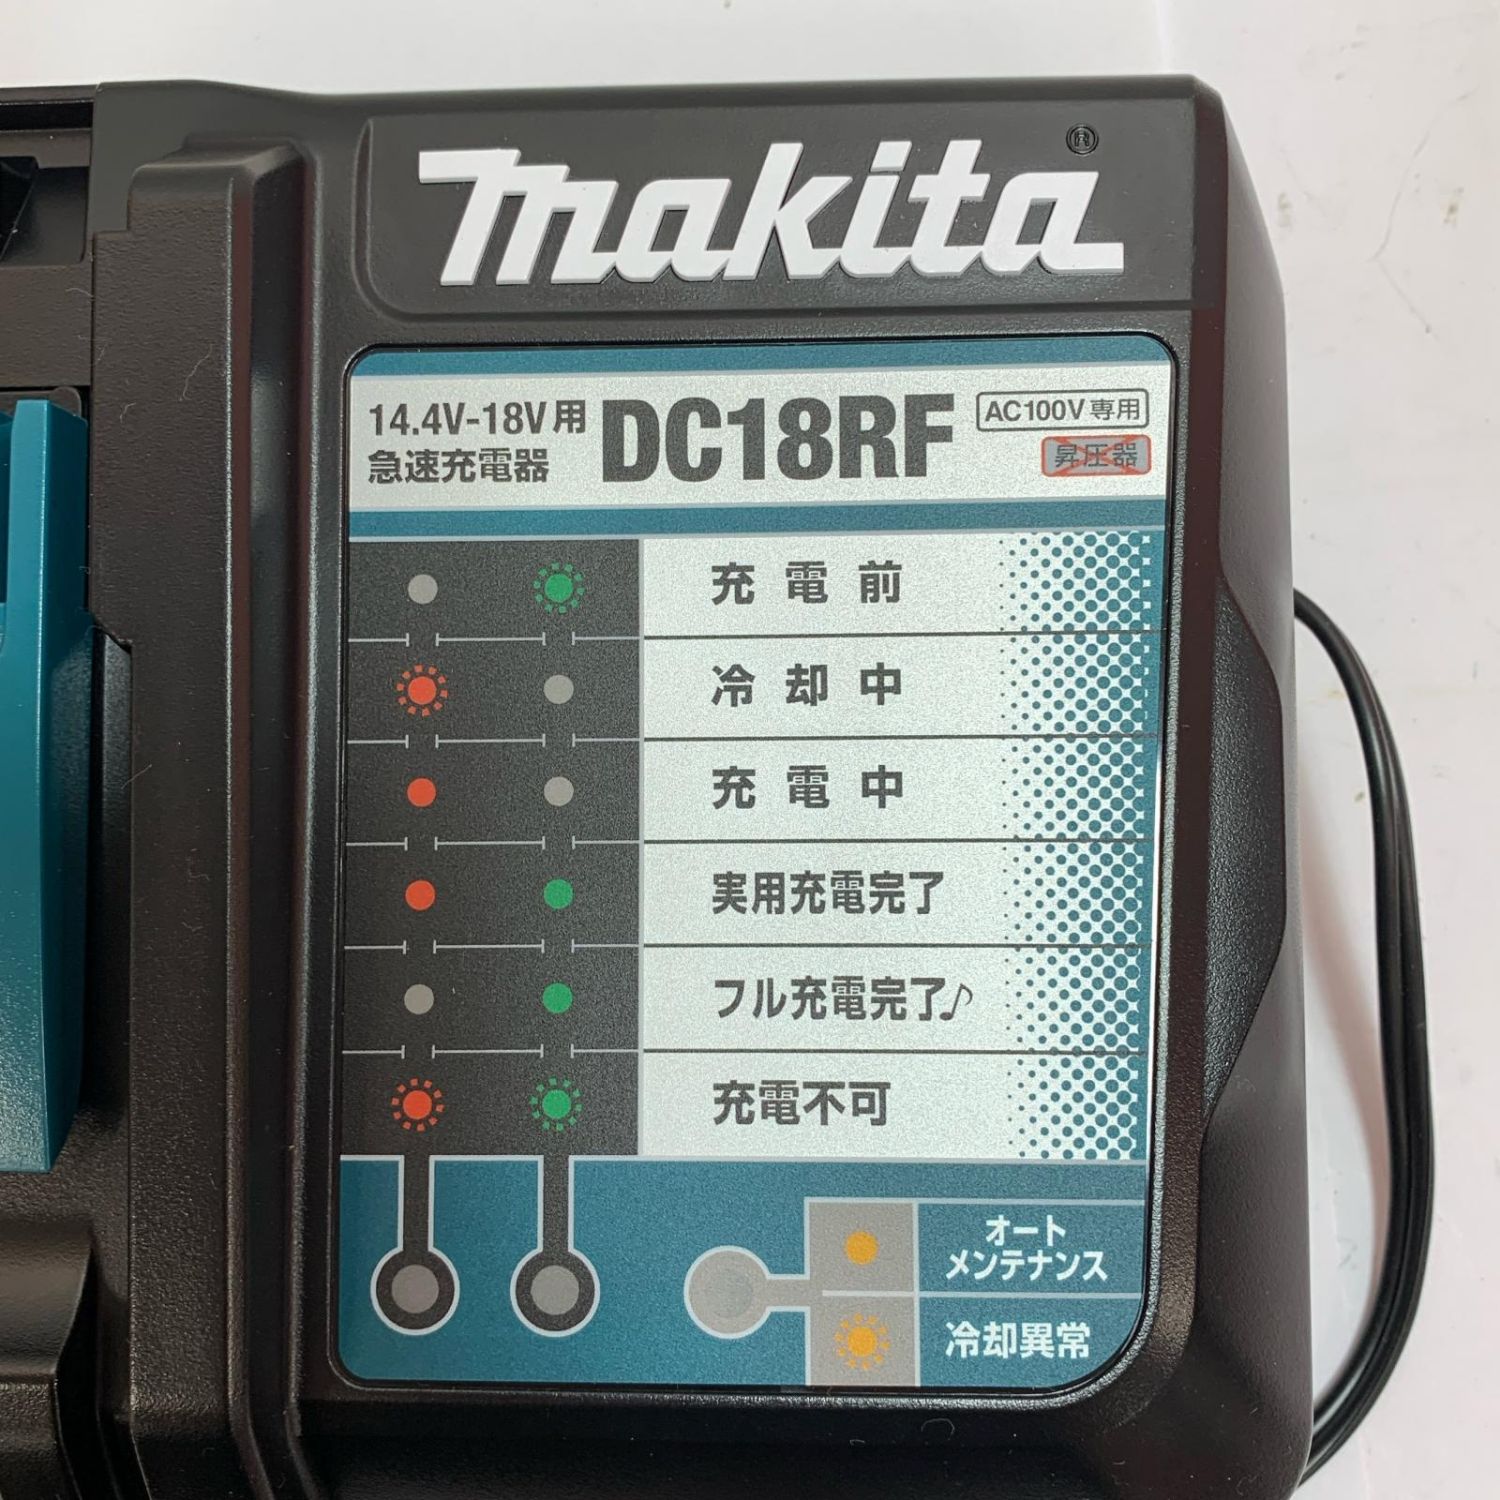 makita®
14.4V-18V用
急速充電器
DC18RF
AC100V専用
昇圧器
充電前
冷却中
充電中
実用充電完了
フル充電完了♪
充電不可
オート
メンテナンス
冷却異常